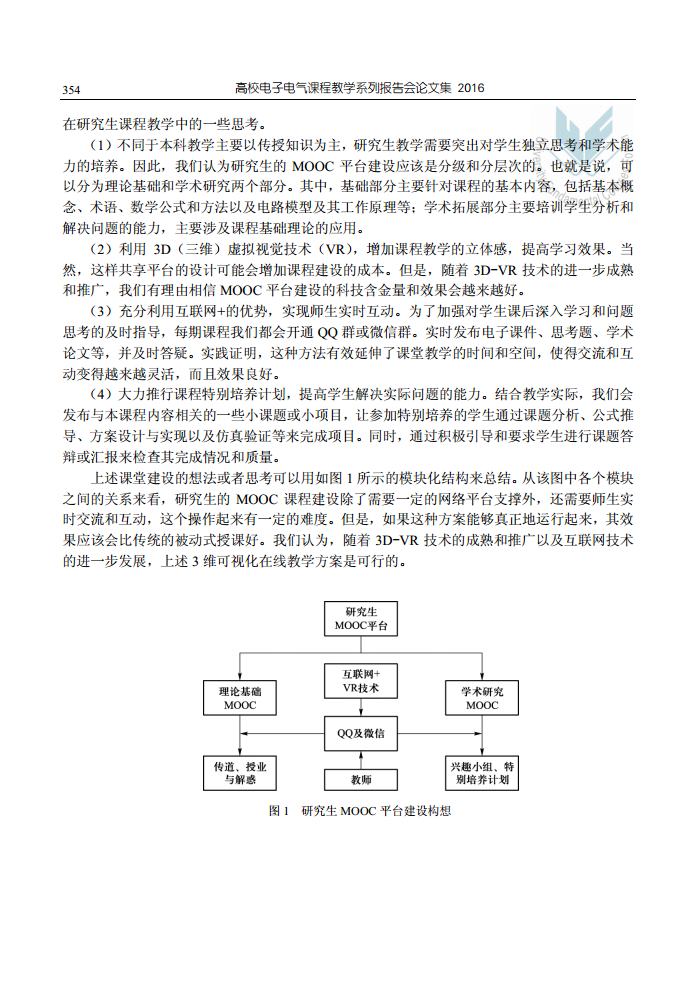 354
高校电子电气课程教学系列报告会论文集 2016
在研究生课程教学中的一些思考。
（1）不同于本科教学主要以传授知识为主，研究生教学需要突出对学生独立思考和学术能
力的培养。因此，我们认为研究生的 MOOC 平台建设应该是分级和分层次的。也就是说，可
以分为理论基础和学术研究两个部分。其中，基础部分主要针对课程的基本内容，包括基本概
念、术语、数学公式和方法以及电路模型及其工作原理等；学术拓展部分主要培训学生分析和
解决问题的能力，主要涉及课程基础理论的应用。
（2）利用 3D（三维）虚拟视觉技术（VR），增加课程教学的立体感，提高学习效果。当
然，这样共享平台的设计可能会增加课程建设的成本。但是，随着 3D-VR 技术的进一步成熟
和推广，我们有理由相信 MOOC 平台建设的科技含金量和效果会越来越好。
（3）充分利用互联网+的优势，实现师生实时互动。为了加强对学生课后深入学习和问题
思考的及时指导，每期课程我们都会开通 QQ 群或微信群。实时发布电子课件、思考题、学术
论文等，并及时答疑。实践证明，这种方法有效延伸了课堂教学的时间和空间，使得交流和互
动变得越来越灵活，而且效果良好。
（4）大力推行课程特别培养计划，提高学生解决实际问题的能力。结合教学实际，我们会
发布与本课程内容相关的一些小课题或小项目，让参加特别培养的学生通过课题分析、公式推
导、方案设计与实现以及仿真验证等来完成项目。同时，通过积极引导和要求学生进行课题答
辩或汇报来检查其完成情况和质量。
上述课堂建设的想法或者思考可以用如图 1 所示的模块化结构来总结。从该图中各个模块
之间的关系来看，研究生的 MOOC 课程建设除了需要一定的网络平台支撑外，还需要师生实
时交流和互动，这个操作起来有一定的难度。但是，如果这种方案能够真正地运行起来，其效
果应该会比传统的被动式授课好。我们认为，随着 3D-VR 技术的成熟和推广以及互联网技术
的进一步发展，上述 3 维可视化在线教学方案是可行的。
研究生
MOOC平台
互联网+
VR技术
理论基础
MOOC
学术研究
MOOC
QQ及微信
传道、授业
与解惑
教师
兴趣小组、特
别培养计划
图 1 研究生 MOOC 平台建设构想